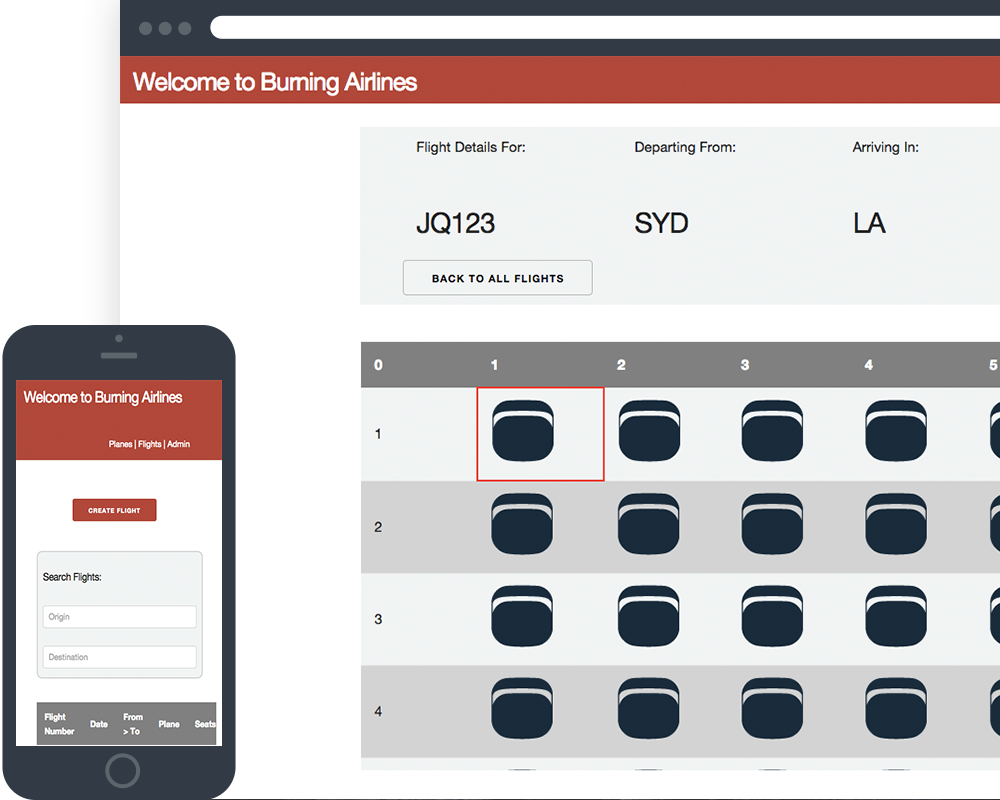 Welcome to Burning Airlines
Flight Details For: Departing From: Arriving In:
JQ123 SYD LA
BACK TO ALL FLIGHTS
0 1 2 3 4 5
1
2
3
4
Welcome to Burning Airlines
Planes | Flights | Admin
CREATE FLIGHT
Search Flights:
Origin
Destination
Flight Number Date From > To Plane Seats